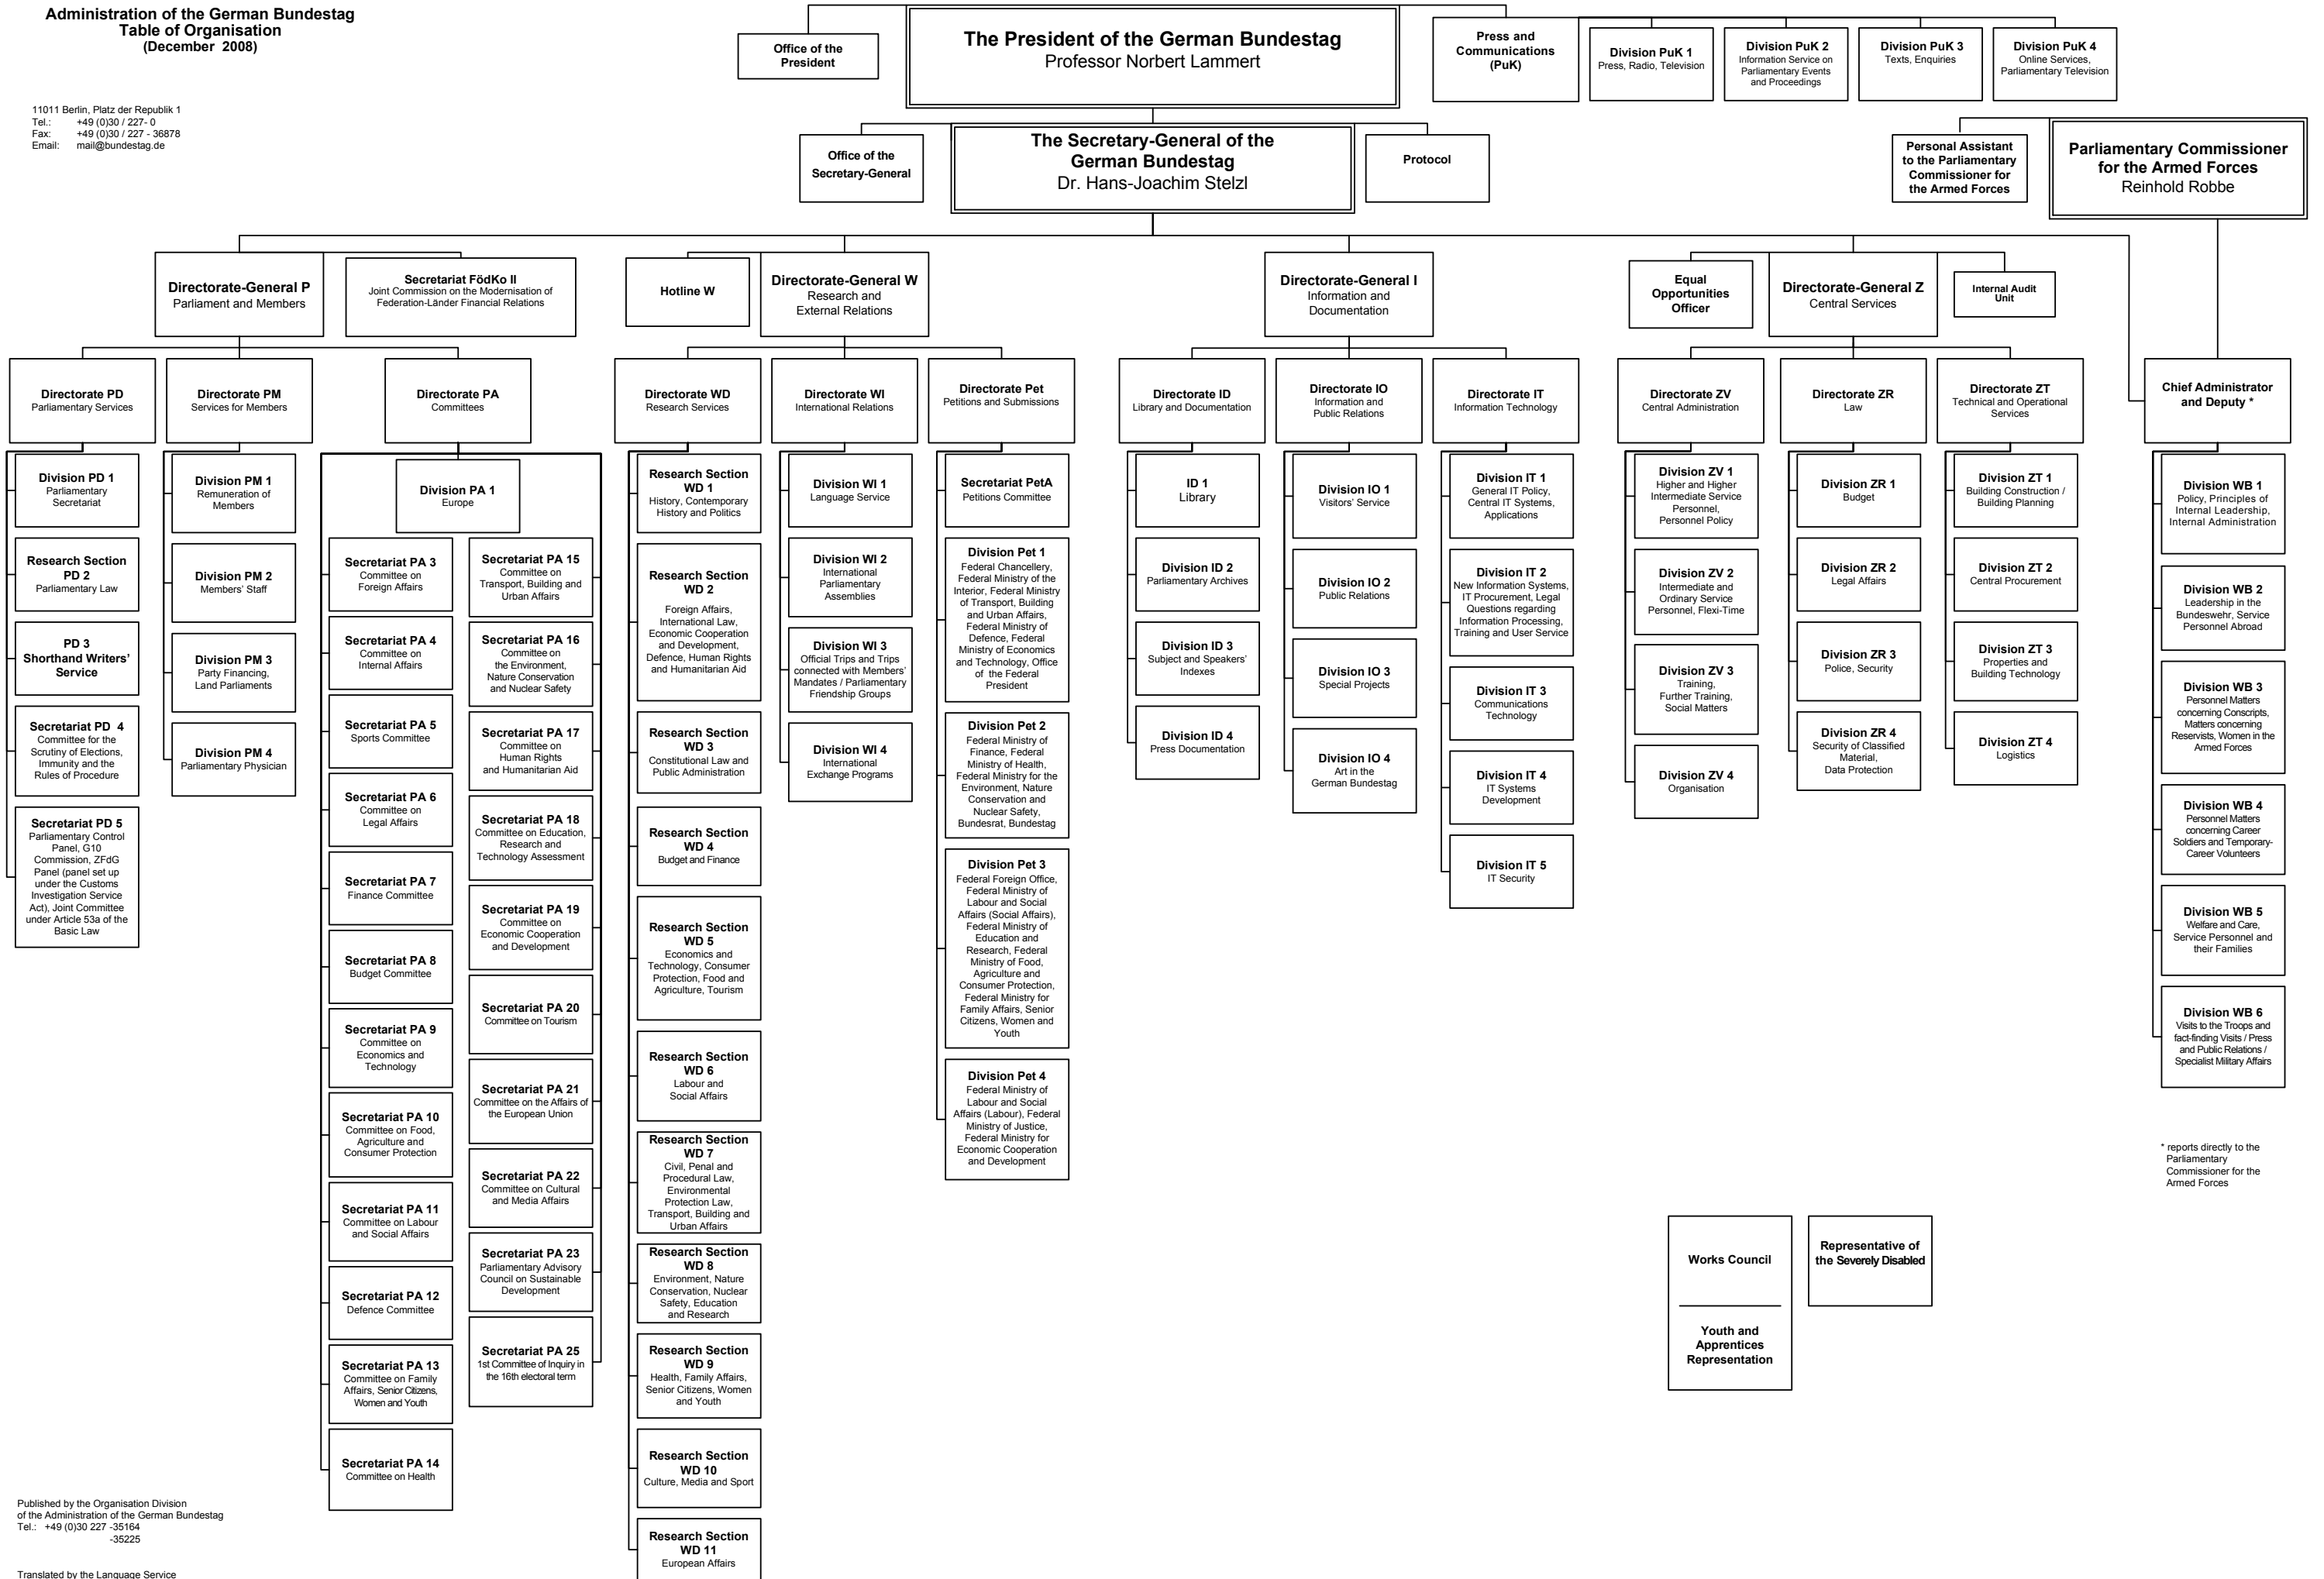 Administration of the German Bundestag
Table of Organisation
(December 2008)
11011 Berlin, Platz der Republik 1
Tel.: +49 (0)30 / 227- 0
Fax: +49 (0)30 / 227 - 36878
Email: mail@bundestag.de
Office of the
President
The President of the German Bundestag
Professor Norbert Lammert
Press and
Communications
(PuK)
Division PuK 1
Press, Radio, Television
Division PuK 2
Information Service on
Parliamentary Events
and Proceedings
Division PuK 3
Texts, Enquiries
Division PuK 4
Online Services,
Parliamentary Television
Office of the
Secretary-General
The Secretary-General of the
German Bundestag
Dr. Hans-Joachim Stelzl
Protocol
Personal Assistant
to the Parliamentary
Commissioner for
the Armed Forces
Parliamentary Commissioner
for the Armed Forces
Reinhold Robbe
Directorate-General P
Parliament and Members
Secretariat FödKo II
Joint Commission on the Modernisation of
Federation-Länder Financial Relations
Hotline W
Directorate-General W
Research and
External Relations
Directorate-General I
Information and
Documentation
Equal
Opportunities
Officer
Directorate-General Z
Central Services
Internal Audit
Unit
Directorate PD
Parliamentary Services
Directorate PM
Services for Members
Directorate PA
Committees
Directorate WD
Research Services
Directorate WI
International Relations
Directorate Pet
Petitions and Submissions
Directorate ID
Library and Documentation
Directorate IO
Information and
Public Relations
Directorate IT
Information Technology
Directorate ZV
Central Administration
Directorate ZR
Law
Directorate ZT
Technical and Operational
Services
Chief Administrator
and Deputy *
Division PD 1
Parliamentary
Secretariat
Research Section
PD 2
Parliamentary Law
PD 3
Shorthand Writers'
Service
Secretariat PD 4
Committee for the
Scrutiny of Elections,
Immunity and the
Rules of Procedure
Secretariat PD 5
Parliamentary Control
Panel, G10
Commission, ZFdG
Panel (panel set up
under the Customs
Investigation Service
Act), Joint Committee
under Article 53a of the
Basic Law
Division PM 1
Remuneration of
Members
Division PM 2
Members' Staff
Division PM 3
Party Financing,
Land Parliaments
Division PM 4
Parliamentary Physician
Division PA 1
Europe
Secretariat PA 3
Committee on
Foreign Affairs
Secretariat PA 4
Committee on
Internal Affairs
Secretariat PA 5
Sports Committee
Secretariat PA 6
Committee on
Legal Affairs
Secretariat PA 7
Finance Committee
Secretariat PA 8
Budget Committee
Secretariat PA 9
Committee on
Economics and
Technology
Secretariat PA 10
Committee on Food,
Agriculture and
Consumer Protection
Secretariat PA 11
Committee on Labour
and Social Affairs
Secretariat PA 12
Defence Committee
Secretariat PA 13
Committee on Family
Affairs, Senior Citizens,
Women and Youth
Secretariat PA 14
Committee on Health
Secretariat PA 15
Committee on
Transport, Building and
Urban Affairs
Secretariat PA 16
Committee on
the Environment,
Nature Conservation
and Nuclear Safety
Secretariat PA 17
Committee on
Human Rights
and Humanitarian Aid
Secretariat PA 18
Committee on Education,
Research and
Technology Assessment
Secretariat PA 19
Committee on
Economic Cooperation
and Development
Secretariat PA 20
Committee on Tourism
Secretariat PA 21
Committee on the Affairs of
the European Union
Secretariat PA 22
Committee on Cultural
and Media Affairs
Secretariat PA 23
Parliamentary Advisory
Council on Sustainable
Development
Secretariat PA 25
1st Committee of Inquiry in
the 16th electoral term
Research Section
WD 1
History, Contemporary
History and Politics
Research Section
WD 2
Foreign Affairs,
International Law,
Economic Cooperation
and Development,
Defence, Human Rights
and Humanitarian Aid
Research Section
WD 3
Constitutional Law and
Public Administration
Research Section
WD 4
Budget and Finance
Research Section
WD 5
Economics and
Technology, Consumer
Protection, Food and
Agriculture, Tourism
Research Section
WD 6
Labour and
Social Affairs
Research Section
WD 7
Civil, Penal and
Procedural Law,
Environmental
Protection Law,
Transport, Building and
Urban Affairs
Research Section
WD 8
Environment, Nature
Conservation, Nuclear
Safety, Education
and Research
Research Section
WD 9
Health, Family Affairs,
Senior Citizens, Women
and Youth
Research Section
WD 10
Culture, Media and Sport
Research Section
WD 11
European Affairs
Division WI 1
Language Service
Division WI 2
International
Parliamentary
Assemblies
Division WI 3
Official Trips and Trips
connected with Members'
Mandates / Parliamentary
Friendship Groups
Division WI 4
International
Exchange Programs
Secretariat PetA
Petitions Committee
Division Pet 1
Federal Chancellery,
Federal Ministry of the
Interior, Federal Ministry
of Transport, Building
and Urban Affairs,
Federal Ministry of
Defence, Federal
Ministry of Economics
and Technology, Office
of the Federal
President
Division Pet 2
Federal Ministry of
Finance, Federal
Ministry of Health,
Federal Ministry for the
Environment, Nature
Conservation and
Nuclear Safety,
Bundesrat, Bundestag
Division Pet 3
Federal Foreign Office,
Federal Ministry of
Labour and Social
Affairs (Social Affairs),
Federal Ministry of
Education and
Research, Federal
Ministry of Food,
Agriculture and
Consumer Protection,
Federal Ministry for
Family Affairs, Senior
Citizens, Women and
Youth
Division Pet 4
Federal Ministry of
Labour and Social
Affairs (Labour), Federal
Ministry of Justice,
Federal Ministry for
Economic Cooperation
and Development
ID 1
Library
Division ID 2
Parliamentary Archives
Division ID 3
Subject and Speakers'
Indexes
Division ID 4
Press Documentation
Division IO 1
Visitors' Service
Division IO 2
Public Relations
Division IO 3
Special Projects
Division IO 4
Art in the
German Bundestag
Division IT 1
General IT Policy,
Central IT Systems,
Applications
Division IT 2
New Information Systems,
IT Procurement, Legal
Questions regarding
Information Processing,
Training and User Service
Division IT 3
Communications
Technology
Division IT 4
IT Systems
Development
Division IT 5
IT Security
Division ZV 1
Higher and Higher
Intermediate Service
Personnel,
Personnel Policy
Division ZV 2
Intermediate and
Ordinary Service
Personnel, Flexi-Time
Division ZV 3
Training,
Further Training,
Social Matters
Division ZV 4
Organisation
Division ZR 1
Budget
Division ZR 2
Legal Affairs
Division ZR 3
Police, Security
Division ZR 4
Security of Classified
Material,
Data Protection
Division ZT 1
Building Construction /
Building Planning
Division ZT 2
Central Procurement
Division ZT 3
Properties and
Building Technology
Division ZT 4
Logistics
Division WB 1
Policy, Principles of
Internal Leadership,
Internal Administration
Division WB 2
Leadership in the
Bundeswehr, Service
Personnel Abroad
Division WB 3
Personnel Matters
concerning Conscripts,
Matters concerning
Reservists, Women in the
Armed Forces
Division WB 4
Personnel Matters
concerning Career
Soldiers and Temporary-
Career Volunteers
Division WB 5
Welfare and Care,
Service Personnel and
their Families
Division WB 6
Visits to the Troops and
fact-finding Visits / Press
and Public Relations /
Specialist Military Affairs
* reports directly to the
Parliamentary
Commissioner for the
Armed Forces
Works Council
Youth and
Apprentices
Representation
Representative of
the Severely Disabled
Published by the Organisation Division
of the Administration of the German Bundestag
Tel.: +49 (0)30 227 -35164
-35225
Translated by the Language Service